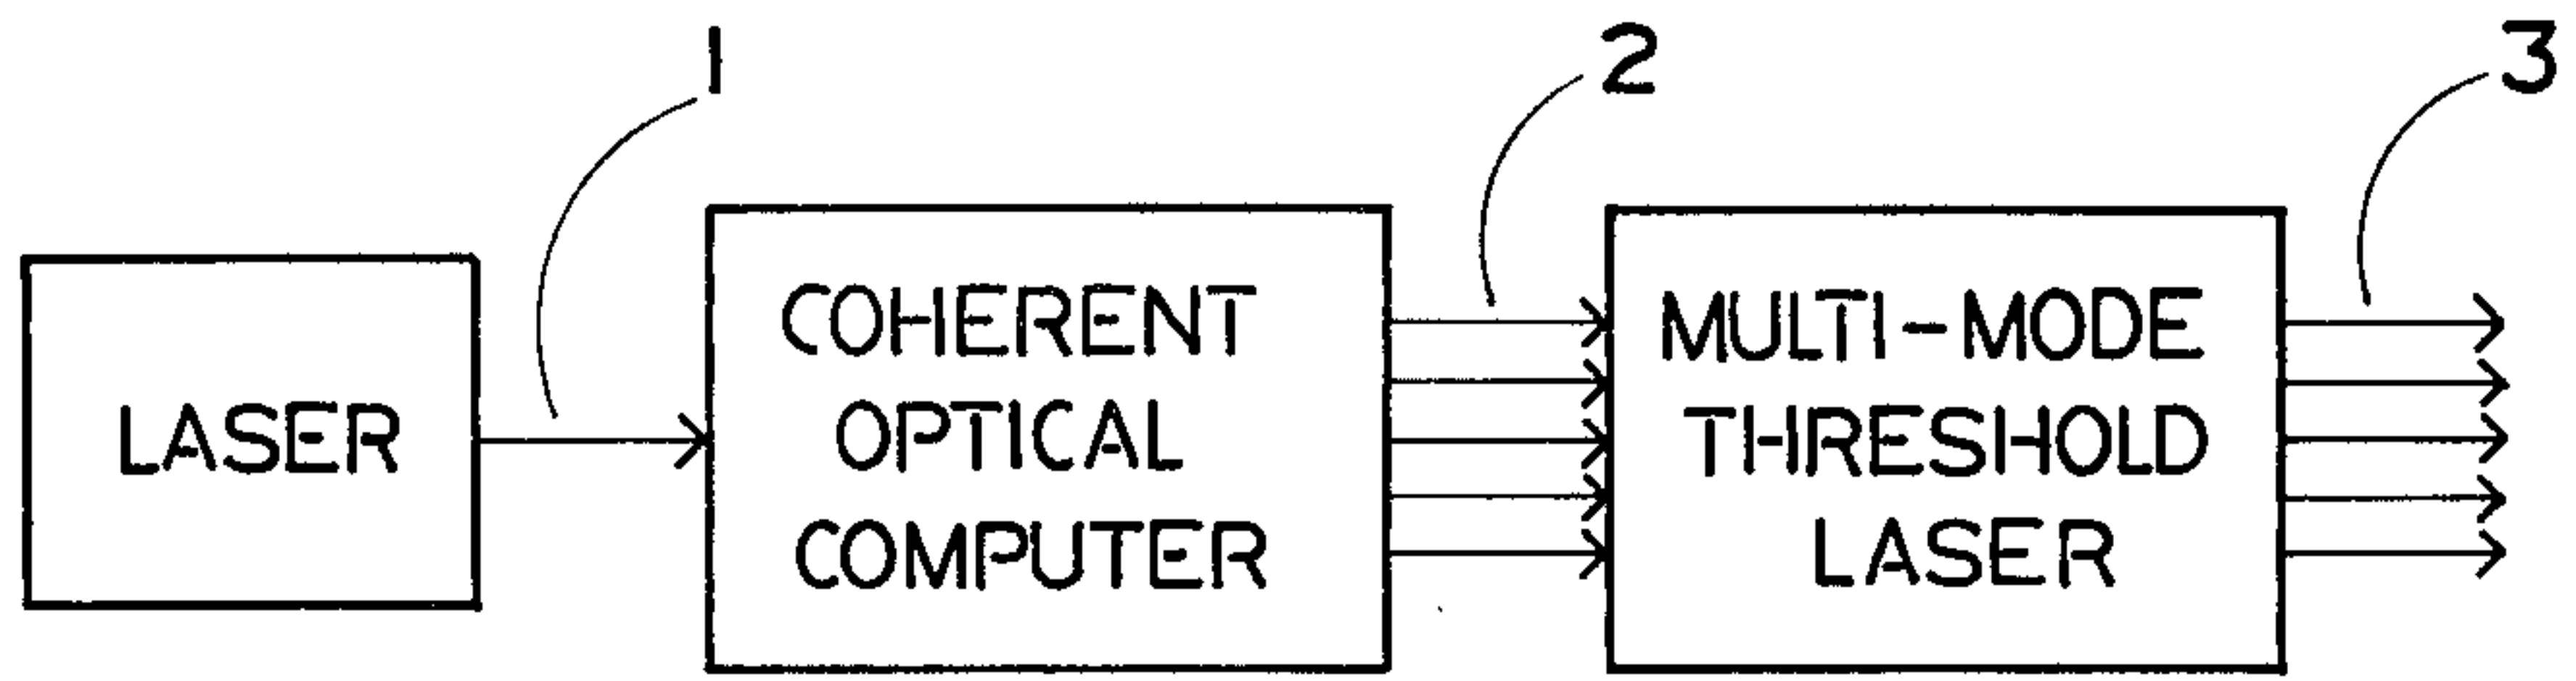 1
2
3
LASER
COHERENT
OPTICAL
COMPUTER
MULTI-MODE
THRESHOLD
LASER